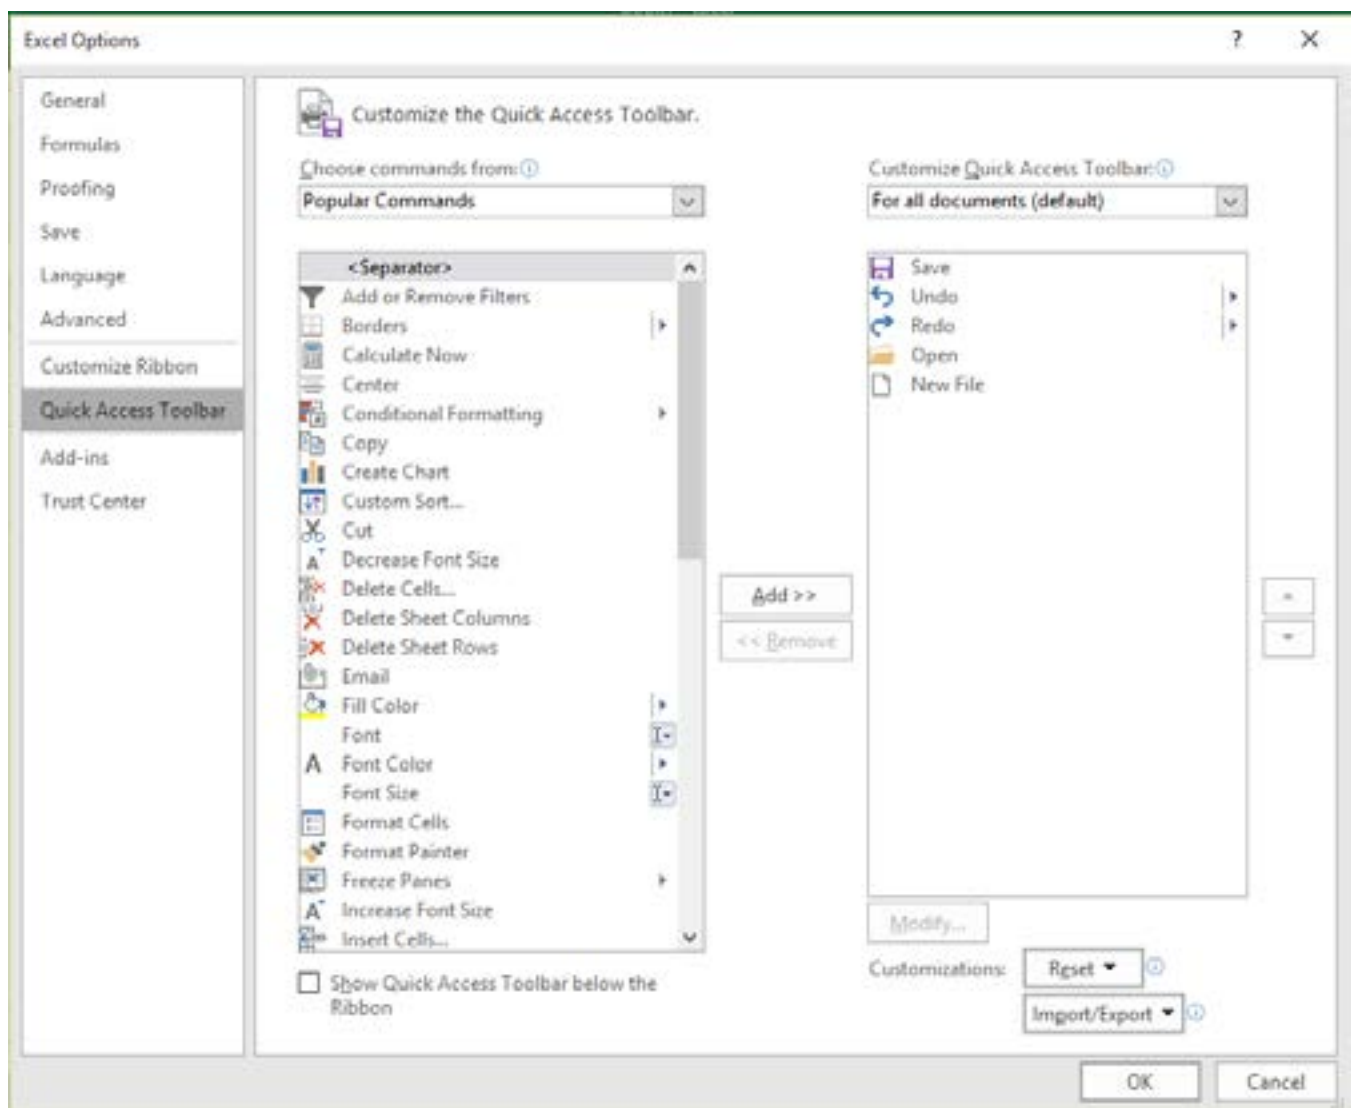 Excel Options
?
General
Formulas
Proofing
Save
Language
Advanced
Customize Ribbon
Quick Access Toolbar
Add-ins
Trust Center
Customize the Quick Access Toolbar.
Choose commands from:
Popular Commands
<Separator>
Add or Remove Filters
Borders
Calculate Now
Center
Conditional Formatting
Copy
Create Chart
Custom Sort...
Cut
Decrease Font Size
Delete Cells...
Delete Sheet Columns
Delete Sheet Rows
Email
Fill Color
Font
Font Color
Font Size
Format Cells
Format Painter
Freeze Panes
Increase Font Size
Insert Cells...
Show Quick Access Toolbar below the
Ribbon
Add >>
<< Remove
Customize Quick Access Toolbar:
For all documents (default)
Save
Undo
Redo
Open
New File
Modify...
Customizations:
Reset
Import/Export
OK
Cancel